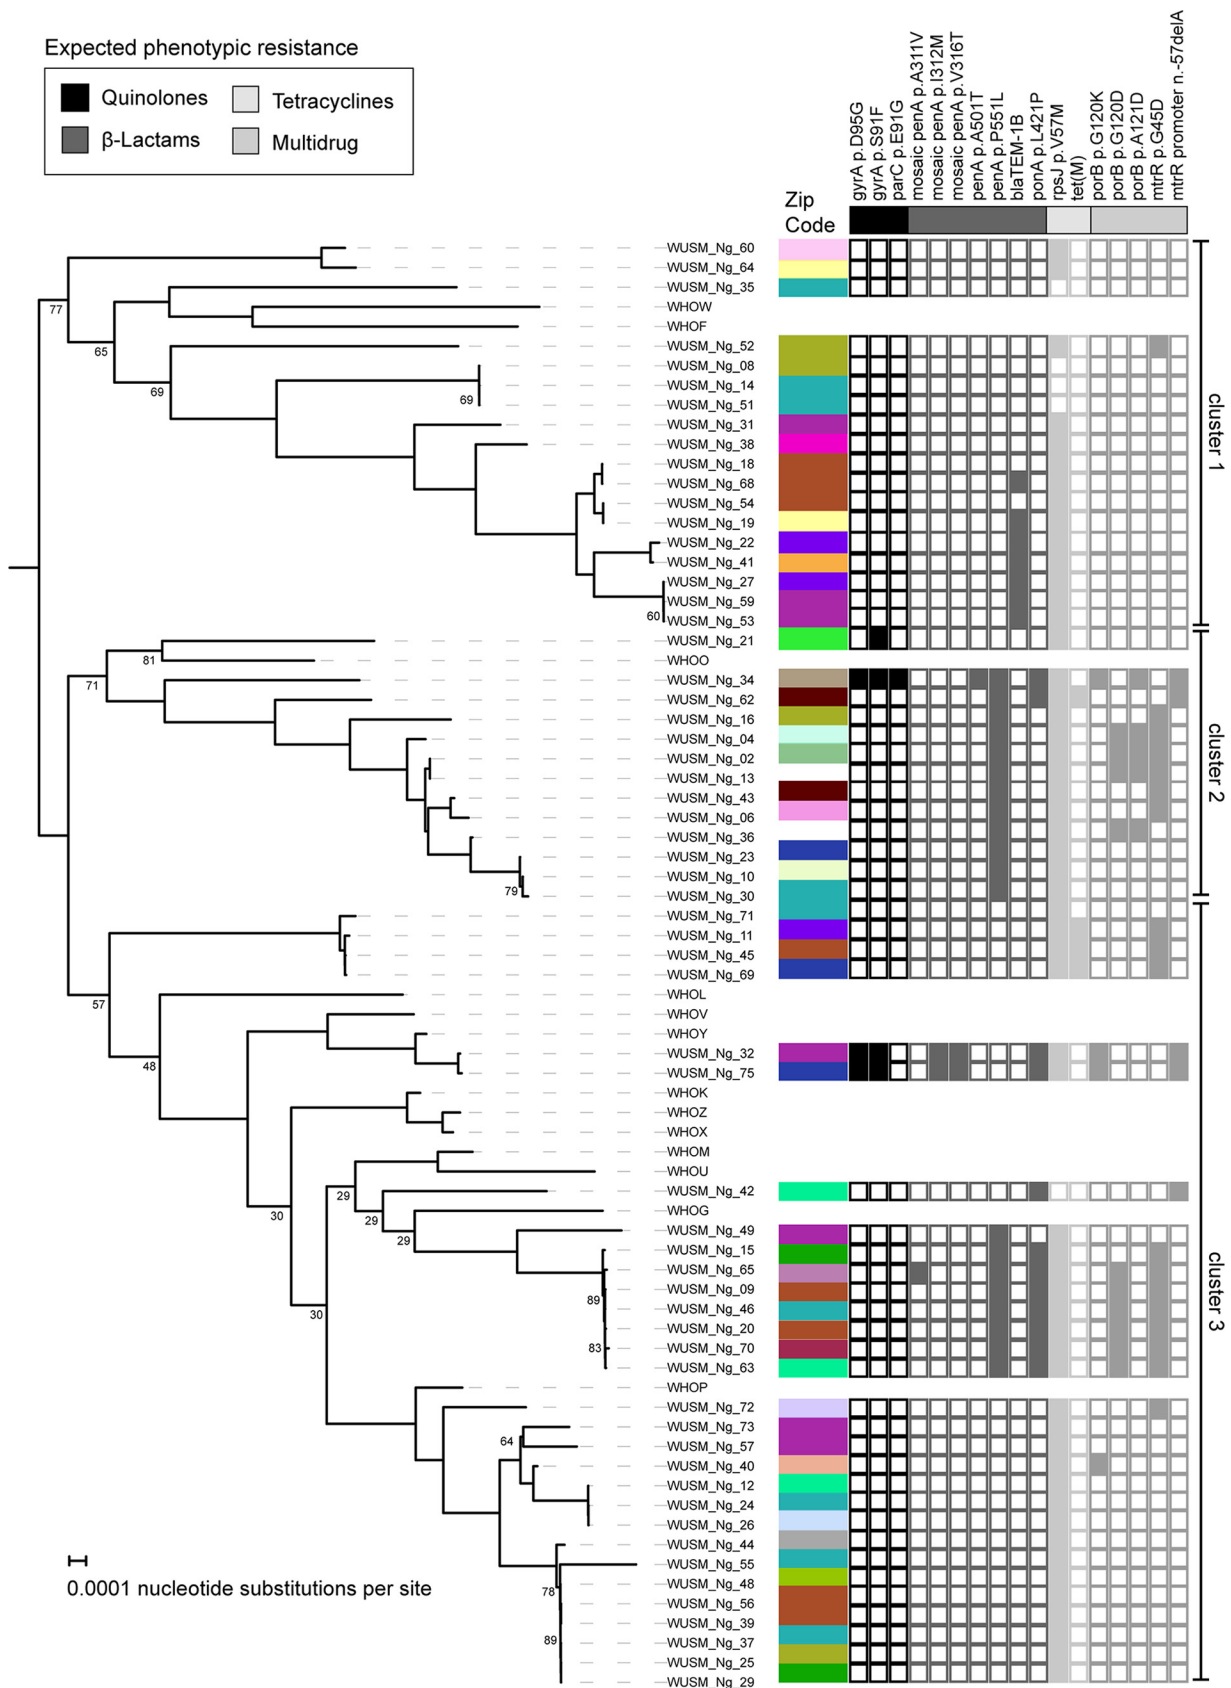 Expected phenotypic resistance
Quinolones
Tetracyclines
β-Lactams
Multidrug
Zip
Code
gyrA p.D95G
gyrA p.S91F
parC p.E91G
mosaic penA p.A311V
mosaic penA p.I312M
mosaic penA p.V316T
penA p.A501T
penA p.P551L
blaTEM-1B
ponA p.L421P
rpsJ p.V57M
tet(M)
porB p.G120K
porB p.G120D
porB p.A121D
mtrR p.G45D
mtrR promoter n.-57delA
WUSM_Ng_60
WUSM_Ng_64
WUSM_Ng_35
77
WHOW
WHOF
65
WUSM_Ng_52
WUSM_Ng_08
WUSM_Ng_14
69
69
WUSM_Ng_51
WUSM_Ng_31
WUSM_Ng_38
WUSM_Ng_18
WUSM_Ng_68
WUSM_Ng_54
WUSM_Ng_19
WUSM_Ng_22
WUSM_Ng_41
WUSM_Ng_27
WUSM_Ng_59
60
WUSM_Ng_53
cluster 1
WUSM_Ng_21
81
WHOO
71
WUSM_Ng_34
WUSM_Ng_62
WUSM_Ng_16
WUSM_Ng_04
WUSM_Ng_02
WUSM_Ng_13
WUSM_Ng_43
WUSM_Ng_06
WUSM_Ng_36
WUSM_Ng_23
WUSM_Ng_10
79
WUSM_Ng_30
cluster 2
WUSM_Ng_71
WUSM_Ng_11
WUSM_Ng_45
WUSM_Ng_69
57
WHOL
WHOV
WHOY
WUSM_Ng_32
48
WUSM_Ng_75
WHOK
WHOZ
WHOX
WHOM
WHOU
29
WUSM_Ng_42
30
29
WHOG
29
WUSM_Ng_49
WUSM_Ng_15
WUSM_Ng_65
WUSM_Ng_09
89
WUSM_Ng_46
30
WUSM_Ng_20
83
WUSM_Ng_70
WUSM_Ng_63
WHOP
WUSM_Ng_72
WUSM_Ng_73
64
WUSM_Ng_57
WUSM_Ng_40
WUSM_Ng_12
WUSM_Ng_24
WUSM_Ng_26
WUSM_Ng_44
WUSM_Ng_55
78
WUSM_Ng_48
WUSM_Ng_56
WUSM_Ng_39
89
WUSM_Ng_37
WUSM_Ng_25
WUSM_Ng_29
cluster 3
0.0001 nucleotide substitutions per site